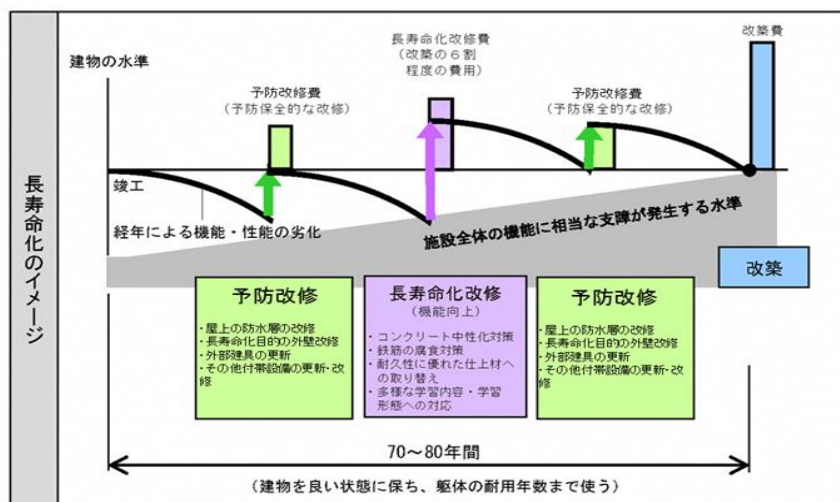 長寿命化のイメージ
建物の水準
長寿命化改修費
(改築の6割
程度の費用)
改築費
予防改修費
(予防保全的な改修)
予防改修費
(予防保全的な改修)
竣工
経年による機能・性能の劣化
施設全体の機能に相当な支障が発生する水準
改築
予防改修
・屋上の防水層の改修
・長寿命化目的の外壁改修
・外部建具の更新
・その他付帯設備の更新・改
修
長寿命化改修
(機能向上)
・コンクリート中性化対策
・鉄筋の腐食対策
・耐久性に優れた仕上材へ
の取り替え
・多様な学習内容・学習
形態への対応
予防改修
・屋上の防水層の改修
・長寿命化目的の外壁改修
・外部建具の更新
・その他付帯設備の更新・改
修
70～80年間
(建物を良い状態に保ち、躯体の耐用年数まで使う)